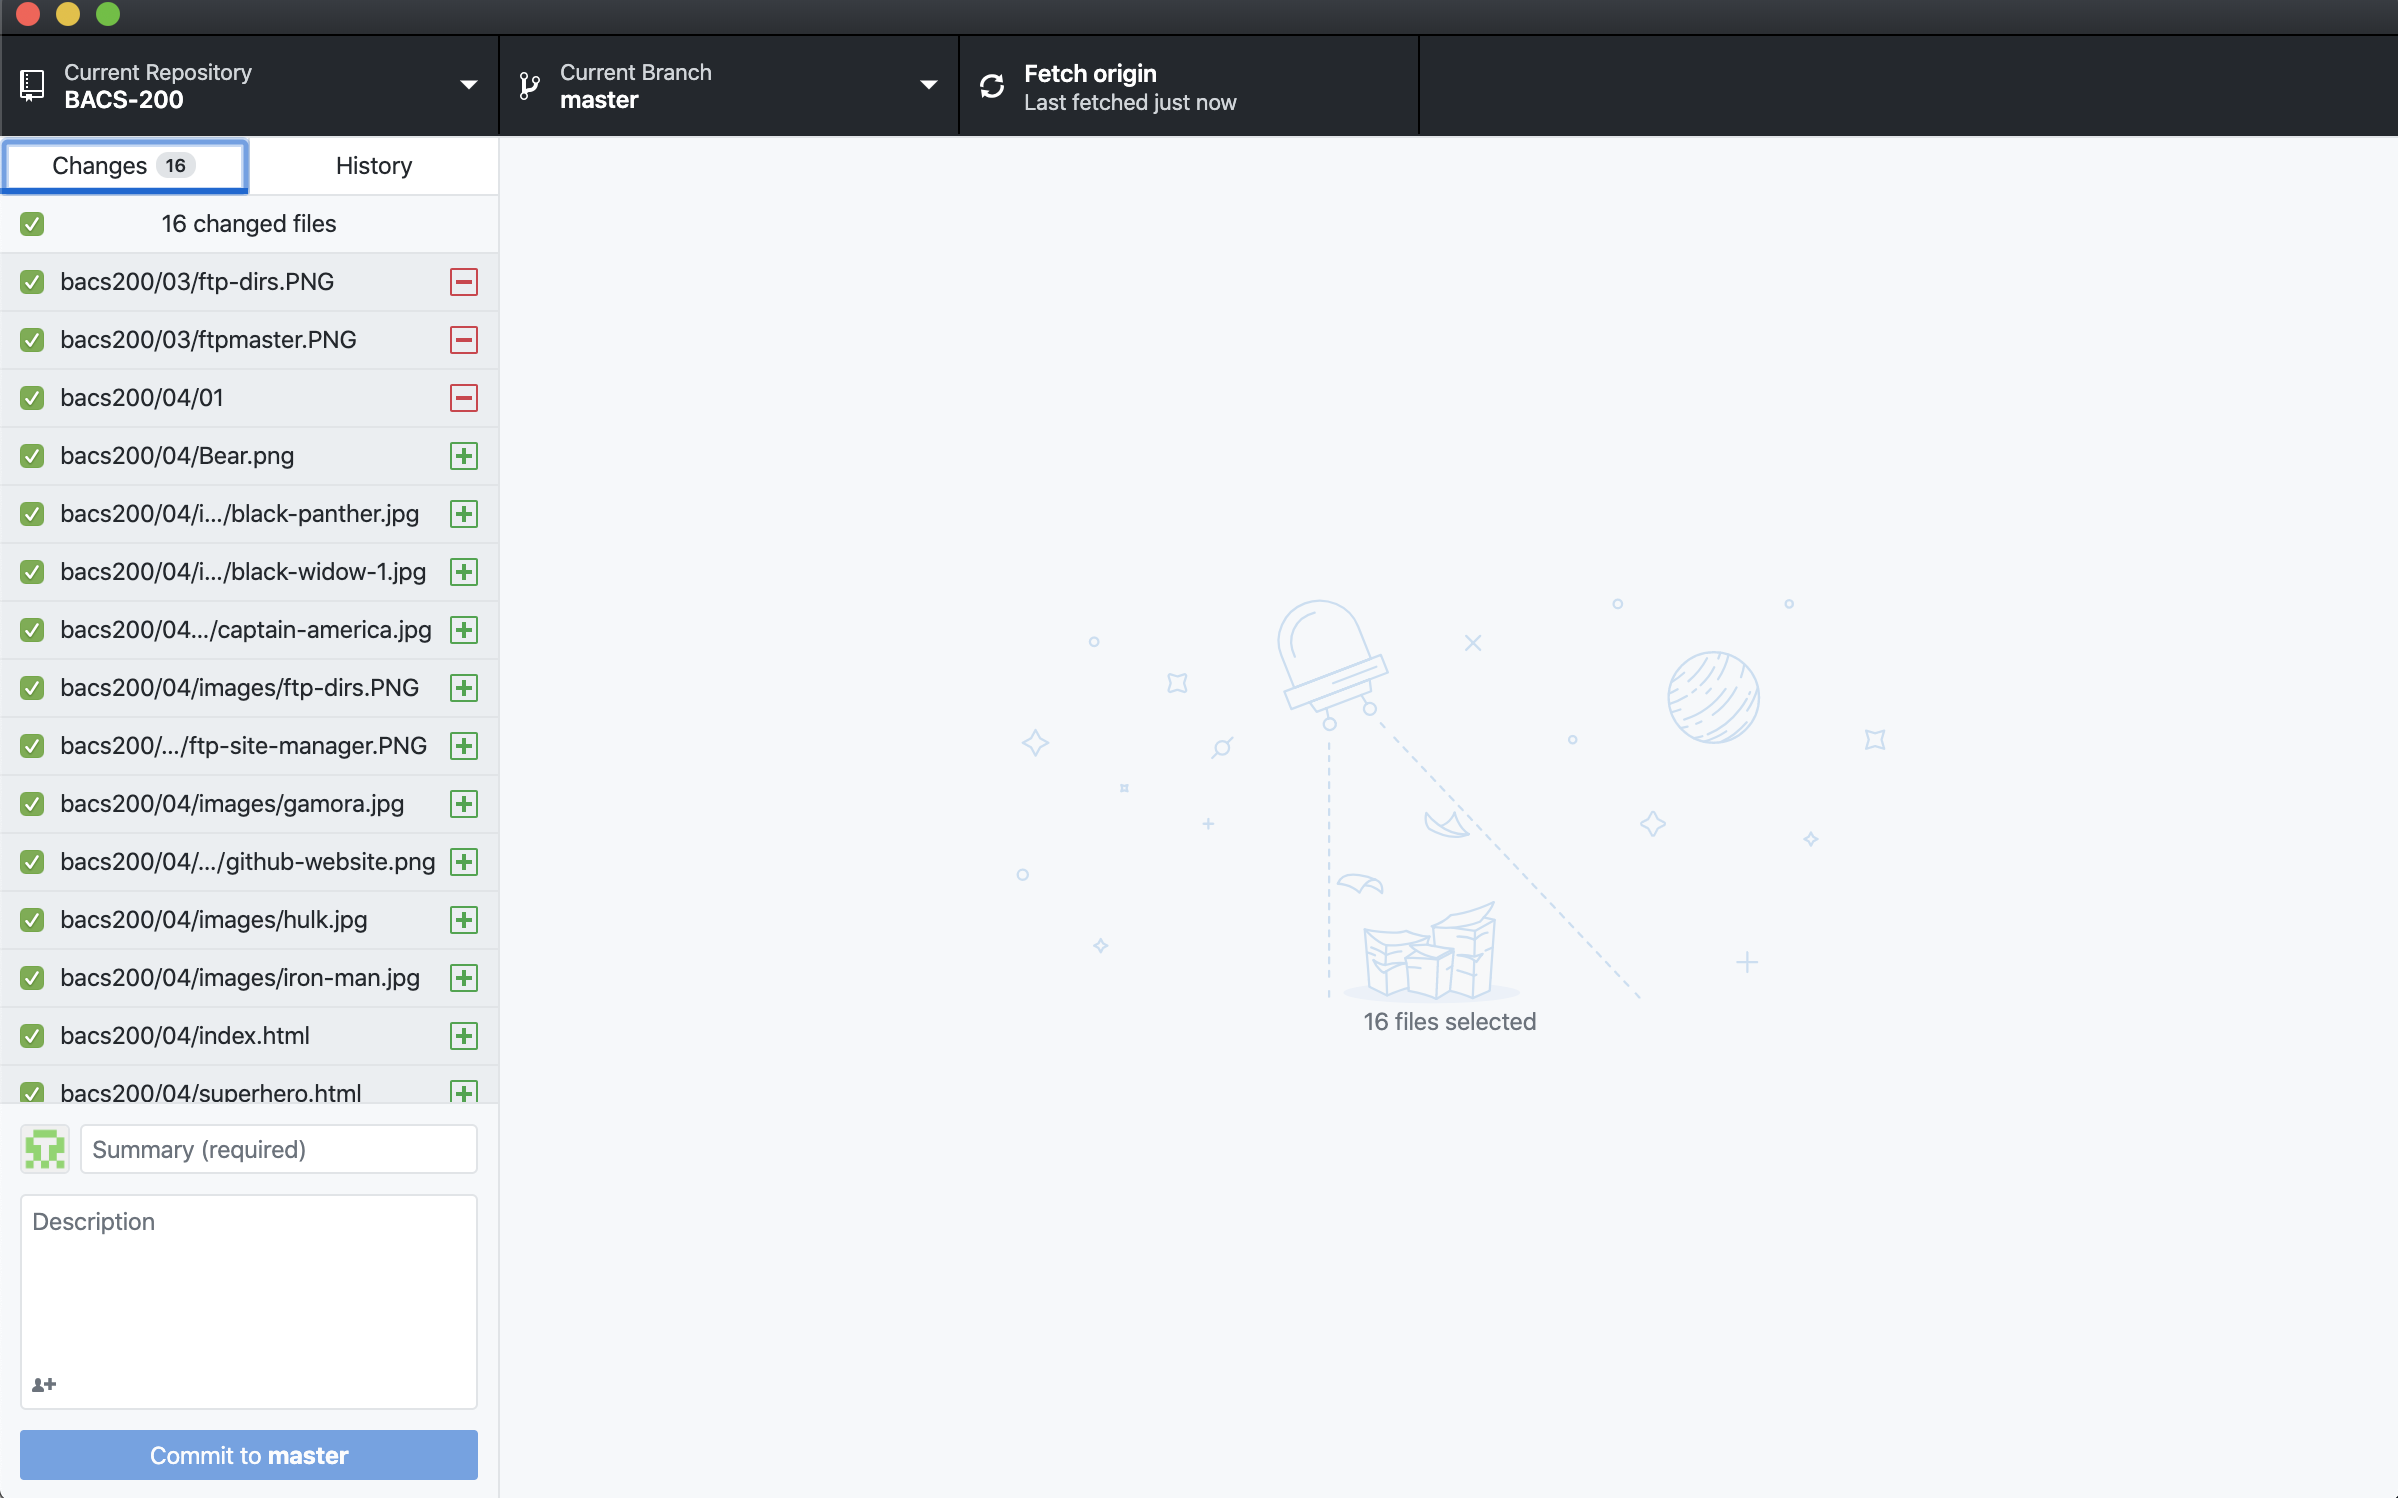 Current Repository
BACS-200
Current Branch
master
Fetch origin
Last fetched just now
Changes 16
History
16 changed files
bacs200/03/ftp-dirs.PNG
bacs200/03/ftpmaster.PNG
bacs200/04/01
bacs200/04/Bear.png
bacs200/04/i.../black-panther.jpg
bacs200/04/i.../black-widow-1.jpg
bacs200/04.../captain-america.jpg
bacs200/04/images/ftp-dirs.PNG
bacs200/.../ftp-site-manager.PNG
bacs200/04/images/gamora.jpg
bacs200/04/.../github-website.png
bacs200/04/images/hulk.jpg
bacs200/04/images/iron-man.jpg
bacs200/04/index.html
bacs200/04/superhero.html
16 files selected
Summary (required)
Description
Commit to master